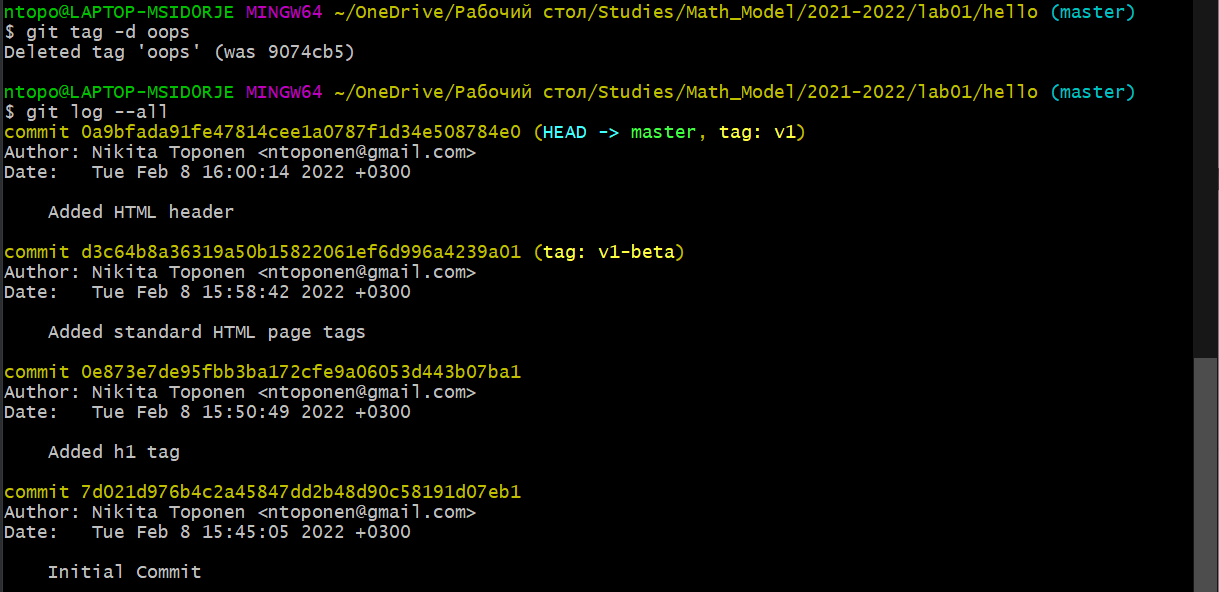 ntopo@LAPTOP-MSID0RJE MINGW64 ~/OneDrive/Рабочий стол/Studies/Math_Model/2021-2022/lab01/hello (master)
$ git tag -d oops
Deleted tag 'oops' (was 9074cb5)
ntopo@LAPTOP-MSID0RJE MINGW64 ~/OneDrive/Рабочий стол/Studies/Math_Model/2021-2022/lab01/hello (master)
$ git log --all
commit 0a9bfada91fe47814cee1a0787f1d34e508784e0 (HEAD -> master, tag: v1)
Author: Nikita Toponen <ntoponen@gmail.com>
Date:   Tue Feb 8 16:00:14 2022 +0300
    Added HTML header
commit d3c64b8a36319a50b15822061ef6d996a4239a01 (tag: v1-beta)
Author: Nikita Toponen <ntoponen@gmail.com>
Date:   Tue Feb 8 15:58:42 2022 +0300
    Added standard HTML page tags
commit 0e873e7de95fbb3ba172cfe9a06053d443b07ba1
Author: Nikita Toponen <ntoponen@gmail.com>
Date:   Tue Feb 8 15:50:49 2022 +0300
    Added h1 tag
commit 7d021d976b4c2a45847dd2b48d90c58191d07eb1
Author: Nikita Toponen <ntoponen@gmail.com>
Date:   Tue Feb 8 15:45:05 2022 +0300
    Initial Commit